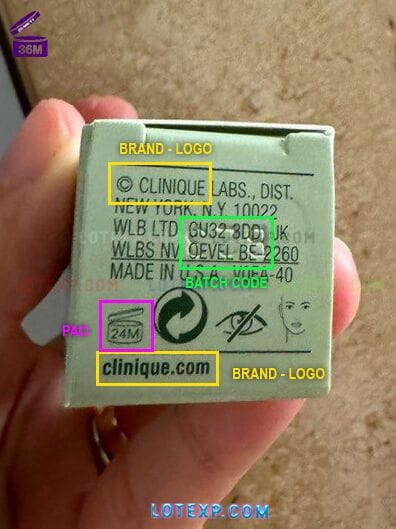 36M
BRAND - LOGO
© CLINIQUE LABS., DIST.
NEW YORK, N.Y. 10022
WLB LTD. GU32 3DD-UK
WLBS NV, OEVEL BE-2260
MADE IN U.S.A.
BATCH CODE
PAO
24M
clinique.com
BRAND - LOGO
LOTEXP.COM